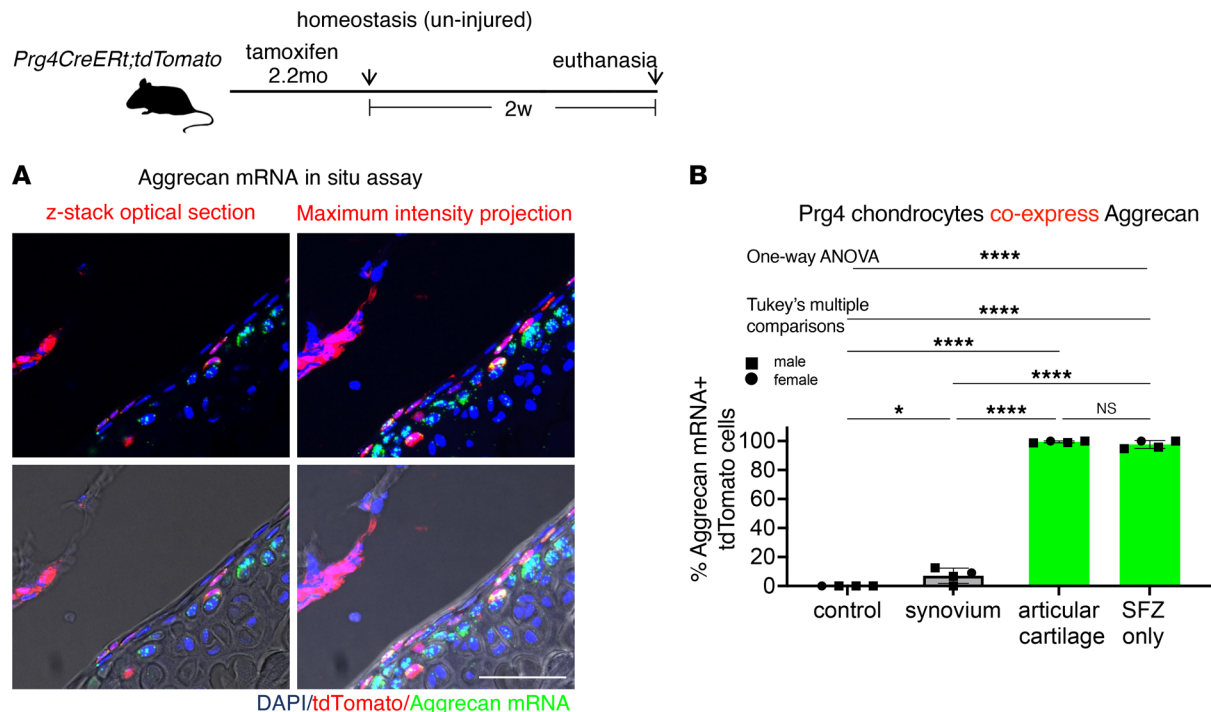 homeostasis (un-injured)
Prg4CreERt;tdTomato
tamoxifen
2.2mo
euthanasia
2w
A
Aggrecan mRNA in situ assay
z-stack optical section
Maximum intensity projection
DAPI/tdTomato/Aggrecan mRNA
B
Prg4 chondrocytes co-express Aggrecan
One-way ANOVA
****
Tukey's multiple
comparisons
****
****
male
female
****
*
****
NS
% Aggrecan mRNA+
tdTomato cells
100
80
60
40
20
0
control
synovium
articular
cartilage
SFZ
only